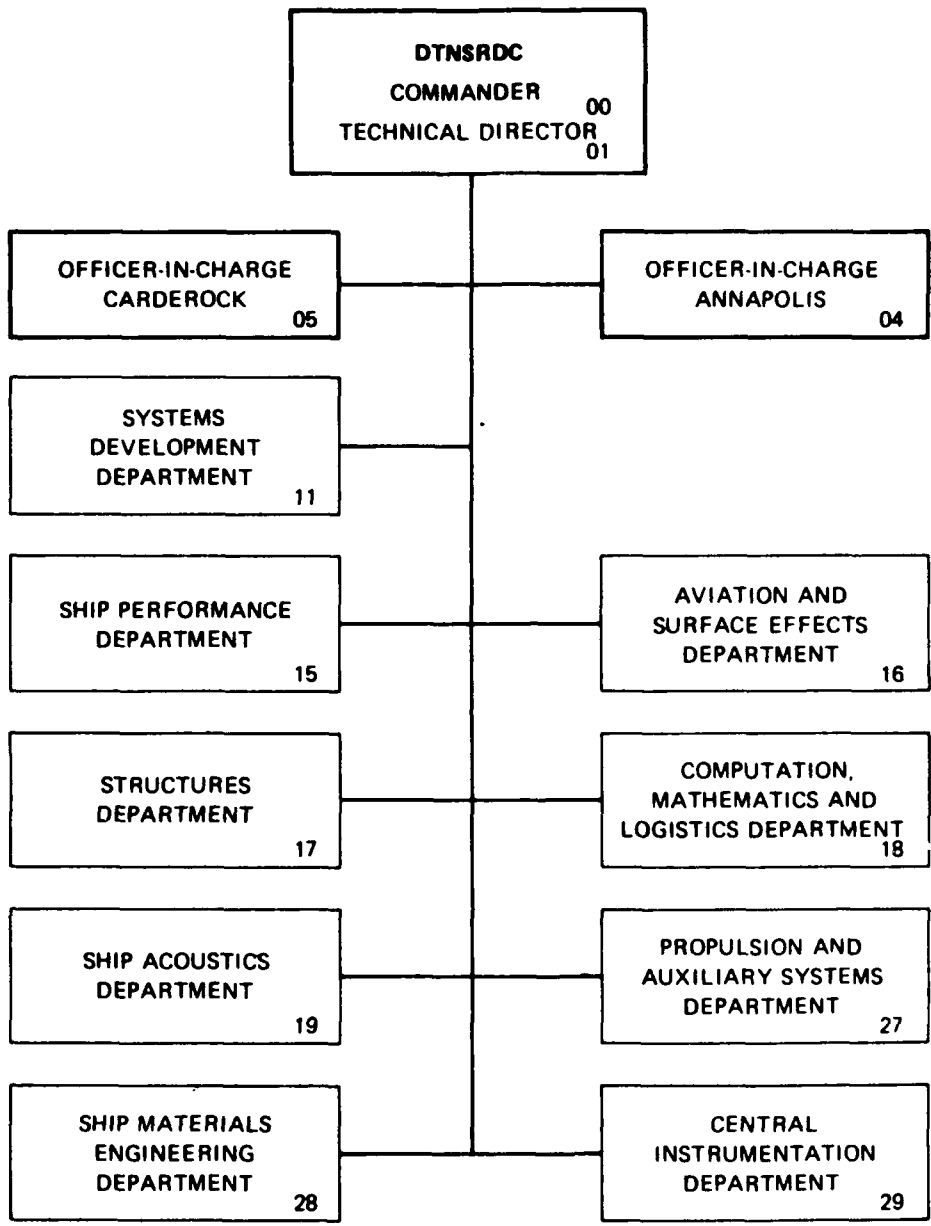 DTNSRDC
COMMANDER
00
TECHNICAL DIRECTOR
01
OFFICER-IN-CHARGE
CARDEROCK
05
OFFICER-IN-CHARGE
ANNAPOLIS
04
SYSTEMS
DEVELOPMENT
DEPARTMENT
11
SHIP PERFORMANCE
DEPARTMENT
15
AVIATION AND
SURFACE EFFECTS
DEPARTMENT
16
STRUCTURES
DEPARTMENT
17
COMPUTATION,
MATHEMATICS AND
LOGISTICS DEPARTMENT
18
SHIP ACOUSTICS
DEPARTMENT
19
PROPULSION AND
AUXILIARY SYSTEMS
DEPARTMENT
27
SHIP MATERIALS
ENGINEERING
DEPARTMENT
28
CENTRAL
INSTRUMENTATION
DEPARTMENT
29